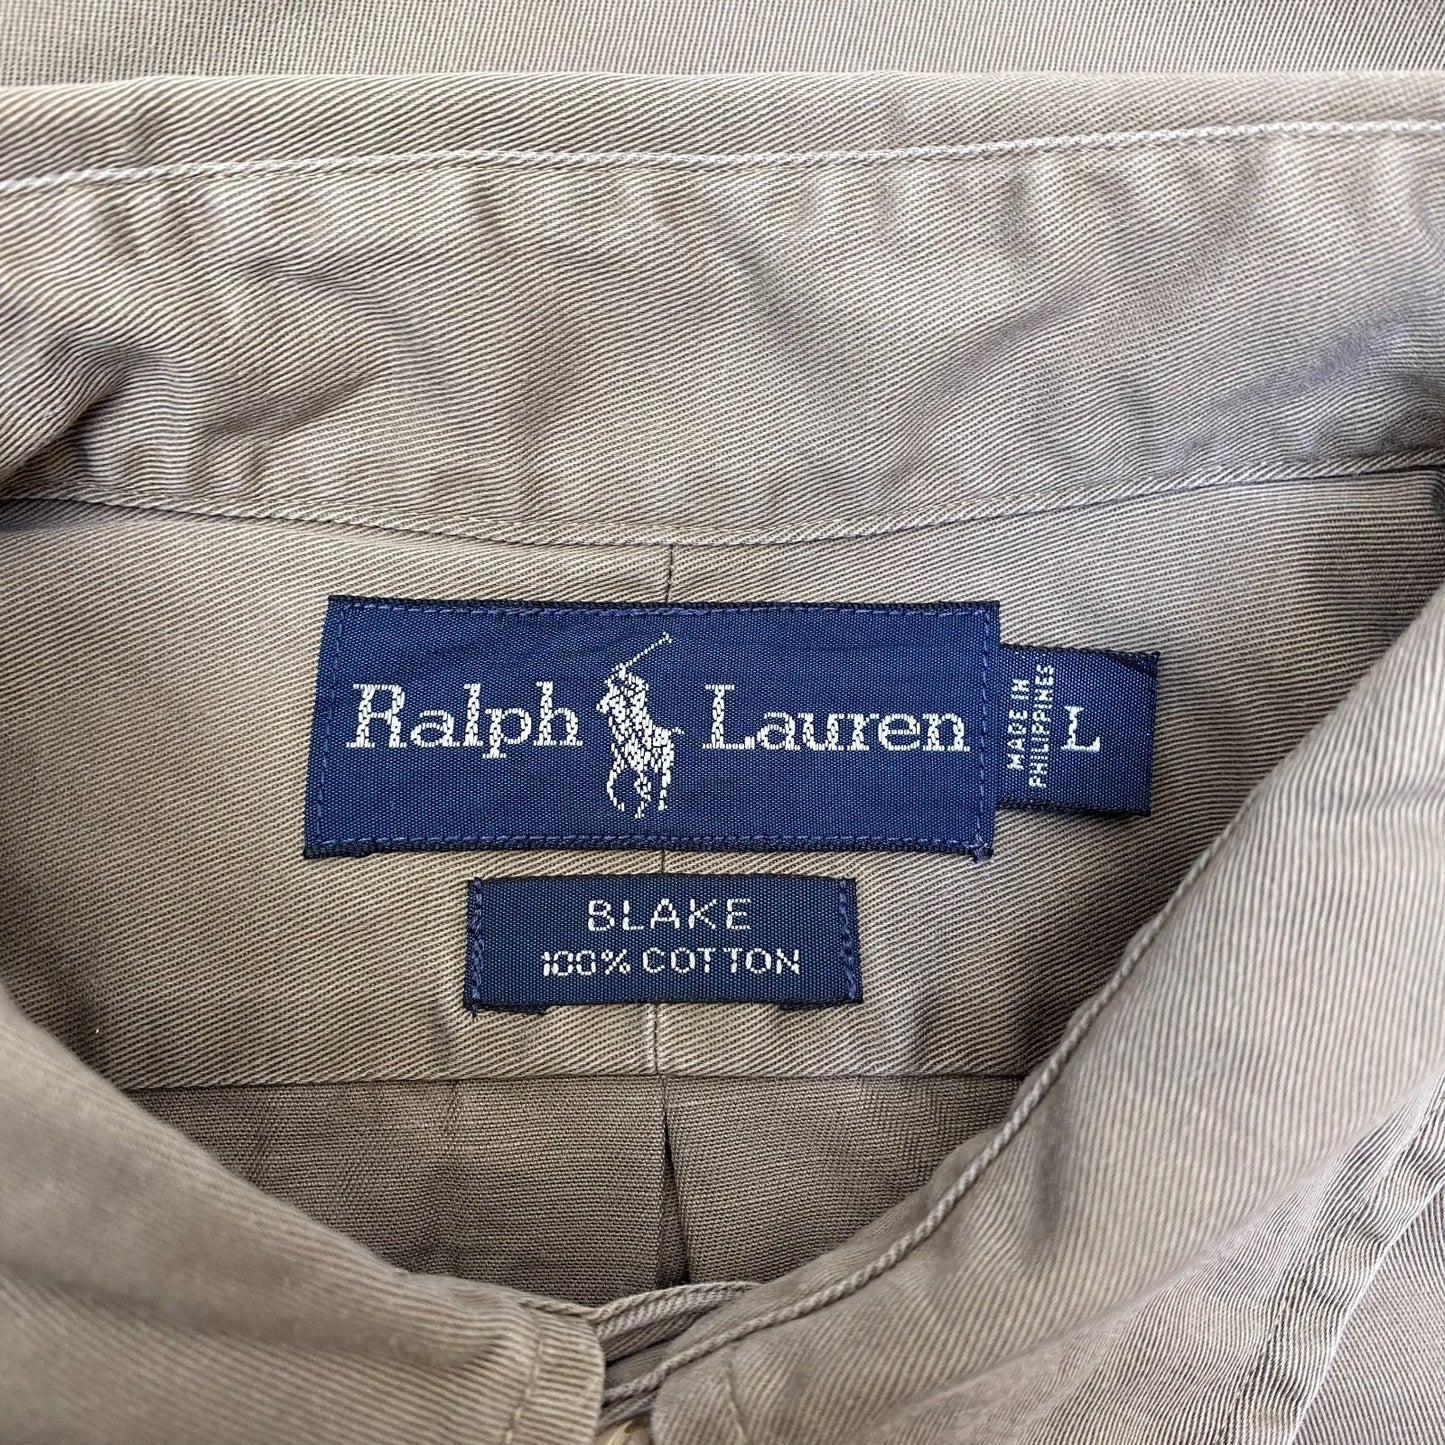 Ralph Lauren
MADE IN
PHILIPPINES
L
BLAKE
100% COTTON